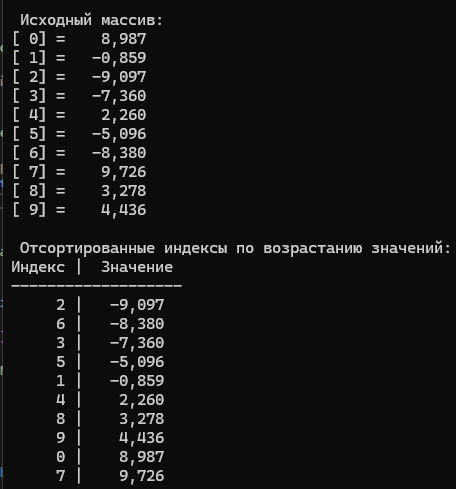 Исходный массив:
[ 0] =    8,987
[ 1] =   -0,859
[ 2] =   -9,097
[ 3] =   -7,360
[ 4] =    2,260
[ 5] =   -5,096
[ 6] =   -8,380
[ 7] =    9,726
[ 8] =    3,278
[ 9] =    4,436
Отсортированные индексы по возрастанию значений:
Индекс |  Значение
-------------------
     2 |   -9,097
     6 |   -8,380
     3 |   -7,360
     5 |   -5,096
     1 |   -0,859
     4 |    2,260
     8 |    3,278
     9 |    4,436
     0 |    8,987
     7 |    9,726